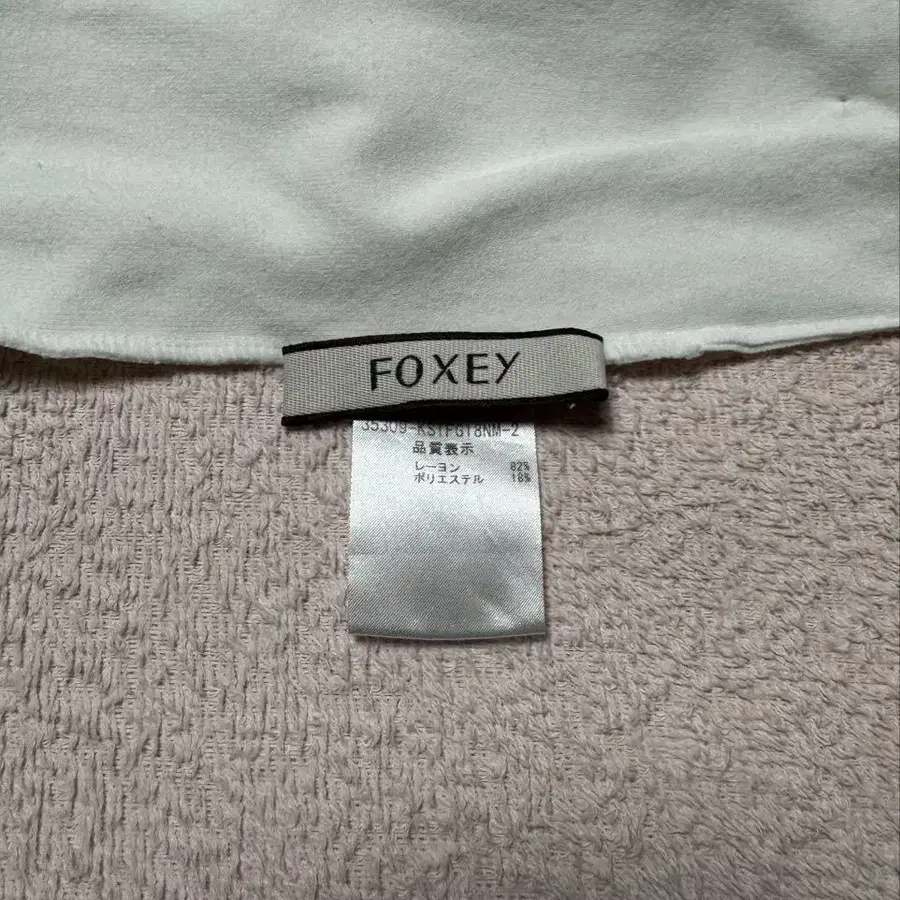 FOXEY
35309-KSTFG18NM-2
品質表示
レーヨン 82%
ポリエステル 18%